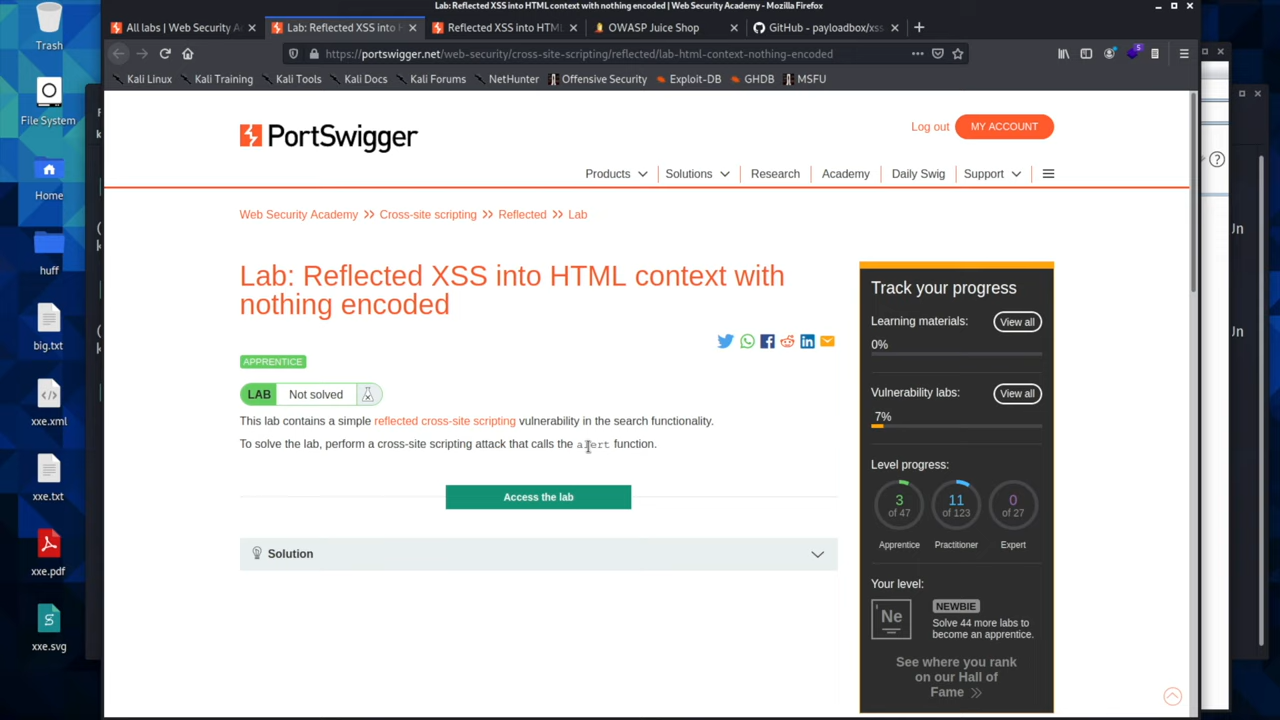 Lab: Reflected XSS into HTML context with nothing encoded | Web Security Academy - Mozilla Firefox
All labs | Web Security A
Lab: Reflected XSS into H
Reflected XSS into HTML
OWASP Juice Shop
GitHub - payloadbox/xss
https://portswigger.net/web-security/cross-site-scripting/reflected/lab-html-context-nothing-encoded
5
Kali Linux
Kali Training
Kali Tools
Kali Docs
Kali Forums
NetHunter
Offensive Security
Exploit-DB
GHDB
MSFU
Trash
File System
Home
huff
big.txt
xxe.xml
xxe.txt
xxe.pdf
xxe.svg
PortSwigger
Log out
MY ACCOUNT
Products
Solutions
Research
Academy
Daily Swig
Support
Web Security Academy
Cross-site scripting
Reflected
Lab
Lab: Reflected XSS into HTML context with
nothing encoded
APPRENTICE
LAB
Not solved
This lab contains a simple reflected cross-site scripting vulnerability in the search functionality.
To solve the lab, perform a cross-site scripting attack that calls the alert function.
Access the lab
Solution
Track your progress
Learning materials:
View all
0%
Vulnerability labs:
View all
7%
Level progress:
3
of 47
11
of 123
0
of 27
Apprentice
Practitioner
Expert
Your level:
Ne
NEWBIE
Solve 44 more labs to
become an apprentice.
See where you rank
on our Hall of
Fame
Un
Un